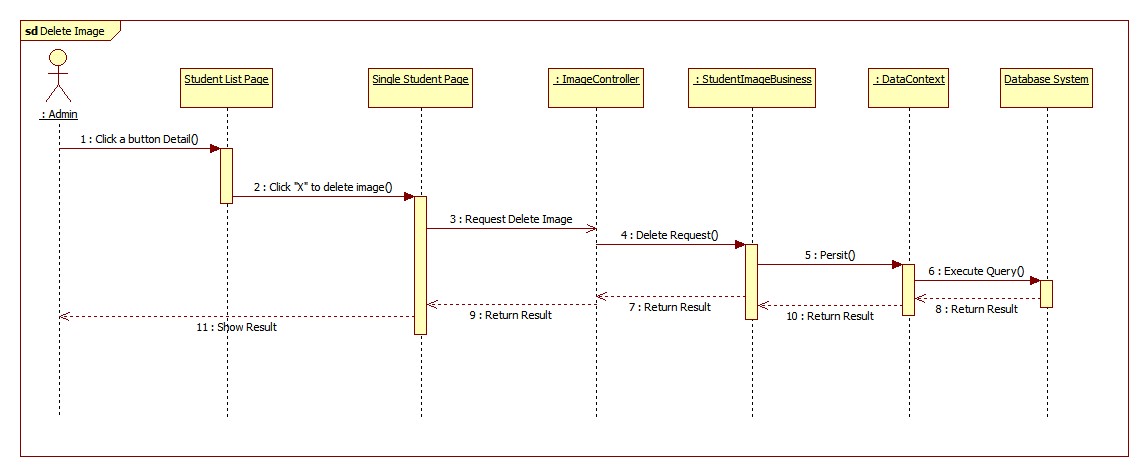 sd Delete Image
: Admin
Student List Page
Single Student Page
: ImageController
: StudentImageBusiness
: DataContext
Database System
1 : Click a button Detail()
2 : Click "X" to delete image()
3 : Request Delete Image
4 : Delete Request()
5 : Persit()
6 : Execute Query()
7 : Return Result
8 : Return Result
9 : Return Result
10 : Return Result
11 : Show Result